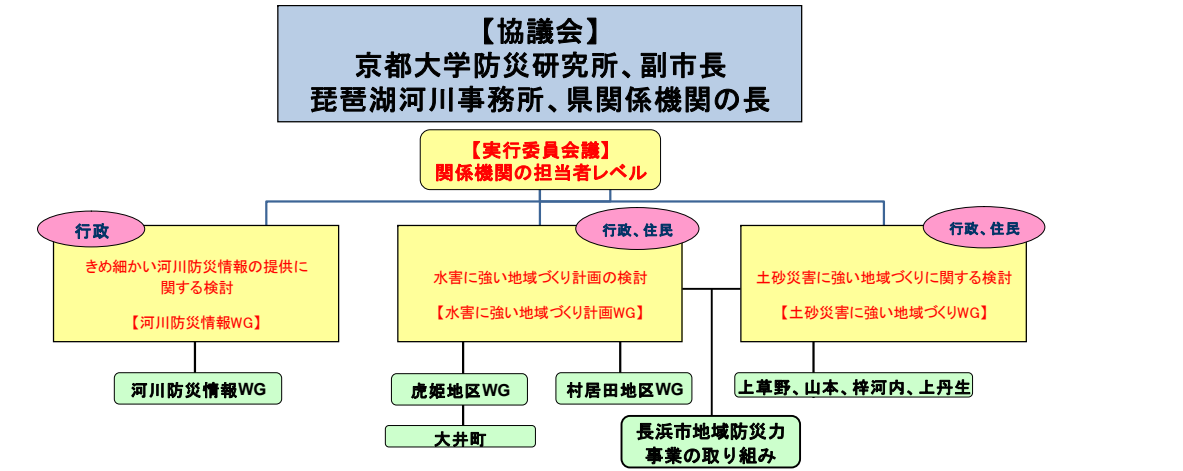 【協議会】
京都大学防災研究所、副市長
琵琶湖河川事務所、県関係機関の長
【実行委員会議】
関係機関の担当者レベル
行政
きめ細かい河川防災情報の提供に
関する検討
【河川防災情報WG】
河川防災情報WG
行政、住民
水害に強い地域づくり計画の検討
【水害に強い地域づくり計画WG】
虎姫地区WG
大井町
村居田地区WG
行政、住民
土砂災害に強い地域づくりに関する検討
【土砂災害に強い地域づくりWG】
上草野、山本、梓河内、上丹生
長浜市地域防災力
事業の取り組み